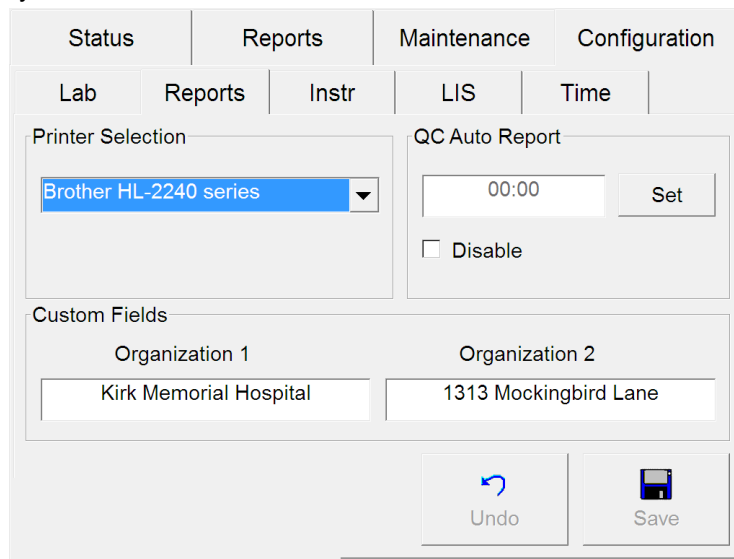 Status Reports Maintenance Configuration
Lab Reports Instr LIS Time
Printer Selection QC Auto Report
Brother HL-2240 series 00:00 Set
Disable
Custom Fields
Organization 1 Organization 2
Kirk Memorial Hospital 1313 Mockingbird Lane
Undo Save